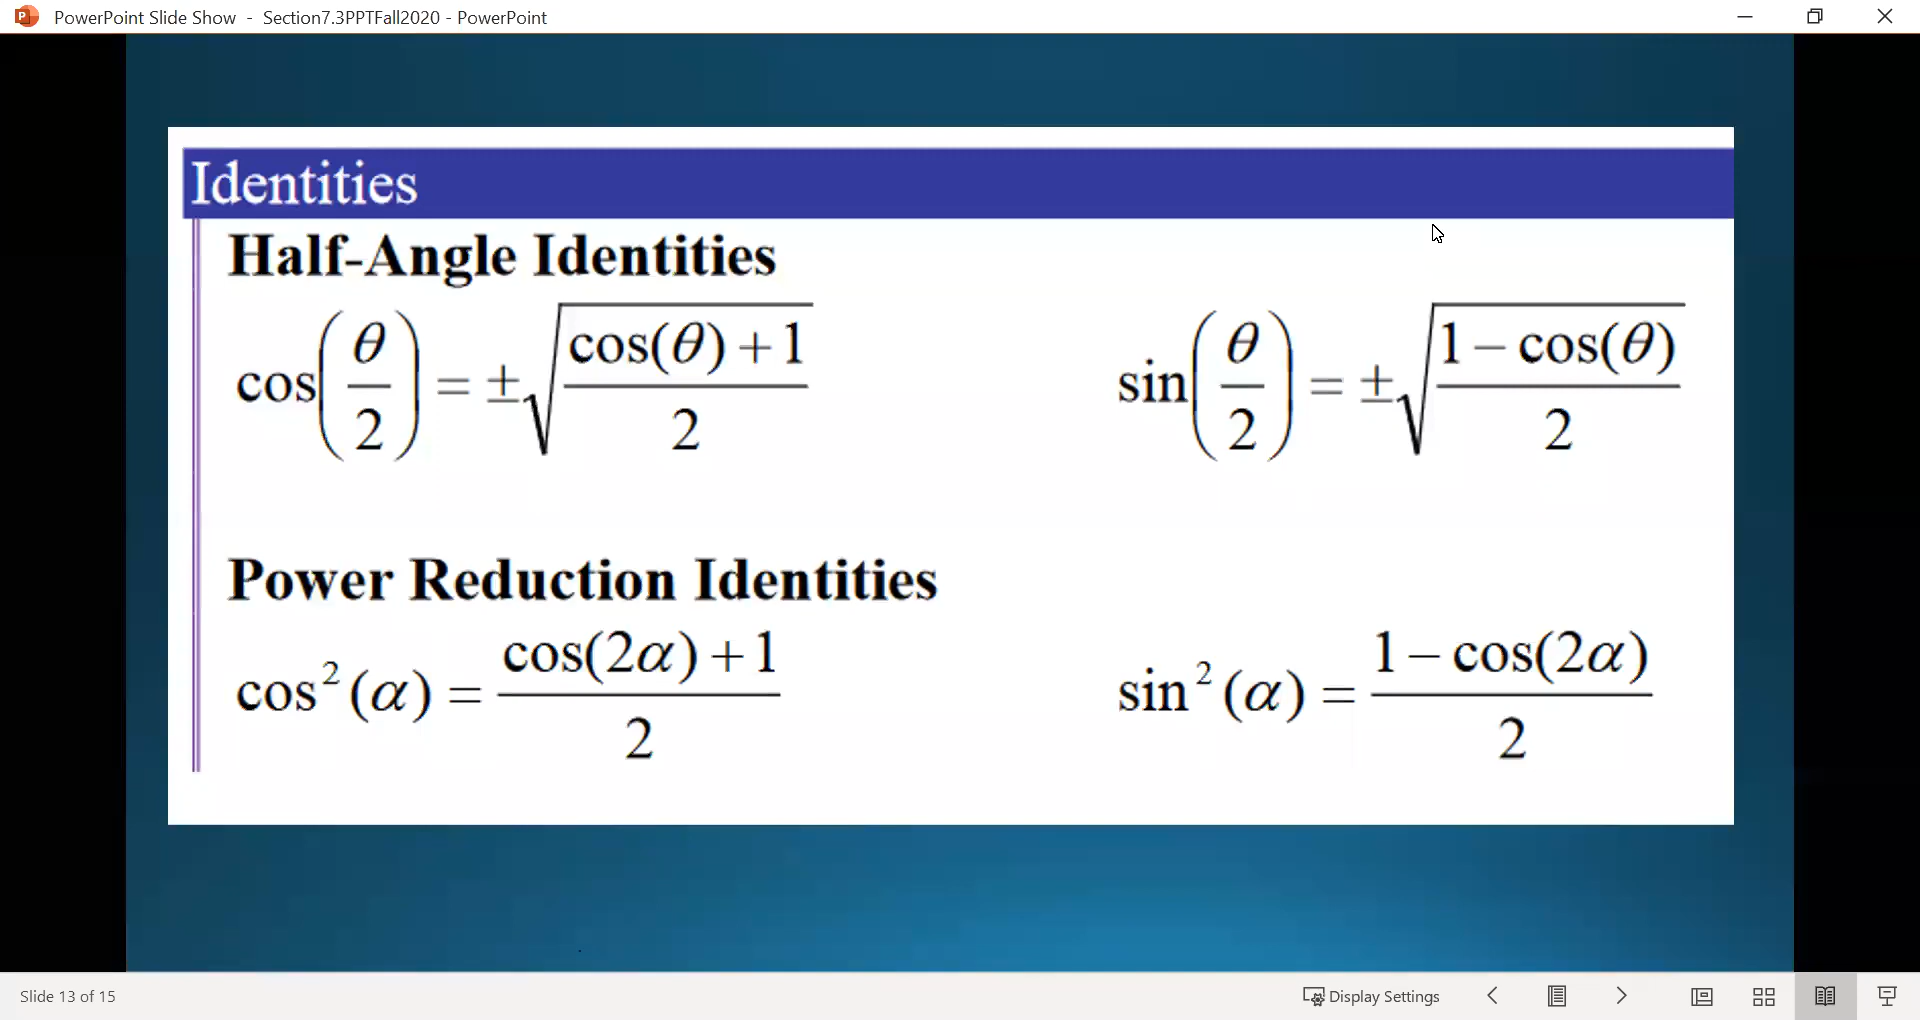 PowerPoint Slide Show - Section7.3PPTFall2020 - PowerPoint
Identities
Half-Angle Identities
cos(θ/2) = ±√((cos(θ)+1)/2)
sin(θ/2) = ±√((1−cos(θ))/2)
Power Reduction Identities
cos²(α) = (cos(2α)+1)/2
sin²(α) = (1−cos(2α))/2
Slide 13 of 15
Display Settings